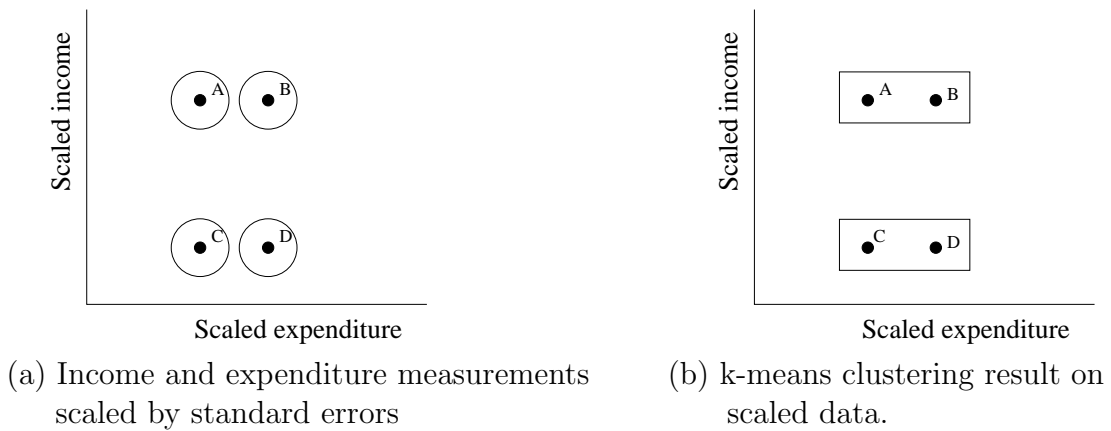 Scaled income
A
B
C
D
Scaled expenditure
(a) Income and expenditure measurements
scaled by standard errors
Scaled income
A
B
C
D
Scaled expenditure
(b) k-means clustering result on
scaled data.